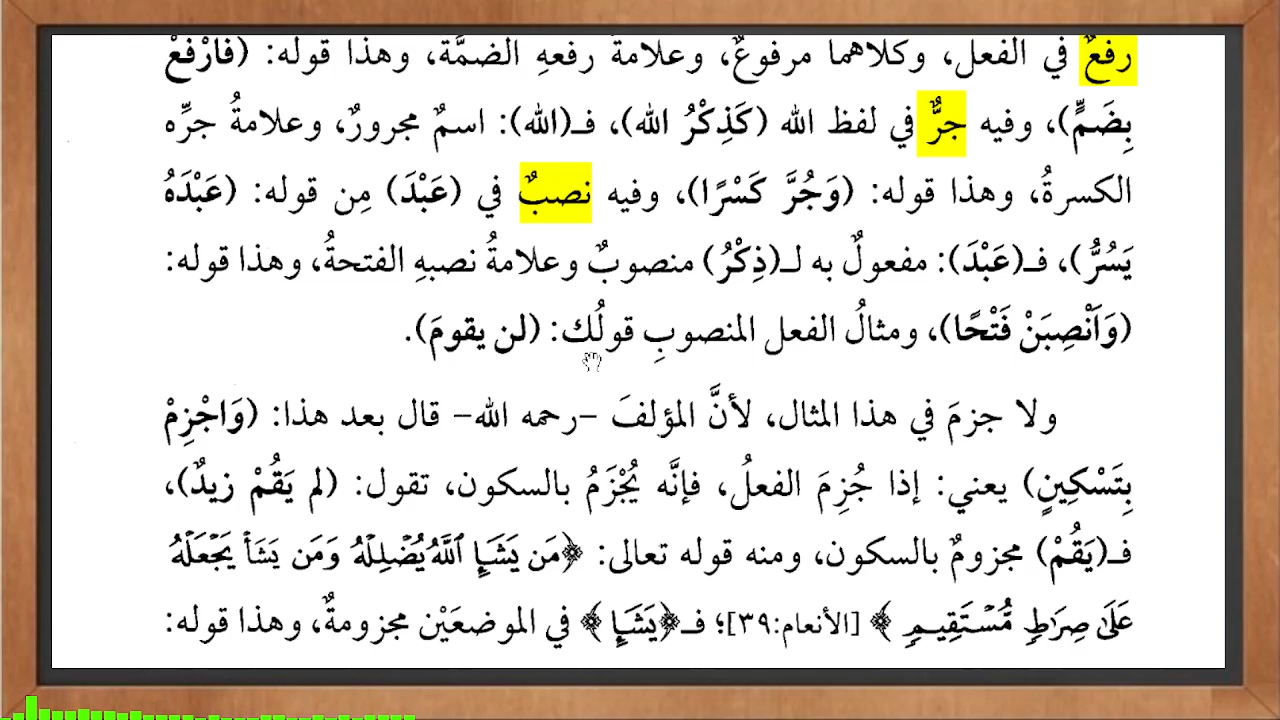 رفعٌ في الفعل، وكلاهما مرفوعٌ، وعلامةُ رفعهِ الضمَّة، وهذا قوله: (فَارْفَعْ
بِضَمٍّ)، وفيه جرٌّ في لفظ الله (كَذِكْرُ الله)، فـ(الله): اسمٌ مجرورٌ، وعلامةُ جرِّه
الكسرةُ، وهذا قوله: (وَجُرَّ كَسْرًا)، وفيه نصبٌ في (عَبْدَ) مِن قوله: (عَبْدَهُ
يَسُرُّ)، فـ(عَبْدَ): مفعولٌ به لـ(ذِكْرُ) منصوبٌ وعلامةُ نصبهِ الفتحةُ، وهذا قوله:
(وَاَنْصِبَنْ فَتْحًا)، ومثالُ الفعل المنصوبِ قولُك: (لن يقومَ).
ولا جزمَ في هذا المثال، لأنَّ المؤلفَ –رحمه الله– قال بعد هذا: (وَاجْزِمْ
بِتَسْكِينٍ) يعني: إذا جُزِمَ الفعلُ، فإنَّه يُجْزَمُ بالسكون، تقول: (لم يَقُمْ زيدٌ)،
فـ(يَقُمْ) مجزومٌ بالسكون، ومنه قوله تعالى: ﴿مَن يَشَإِ ٱللَّهُ يُضْلِلْهُ وَمَن يَشَأْ يَجْعَلْهُ
عَلَىٰ صِرَٰطٍ مُّسْتَقِيمٍ﴾ [الأنعام:٣٩]؛ فـ﴿يَشَإِ﴾ في الموضعَيْن مجزومةٌ، وهذا قوله: